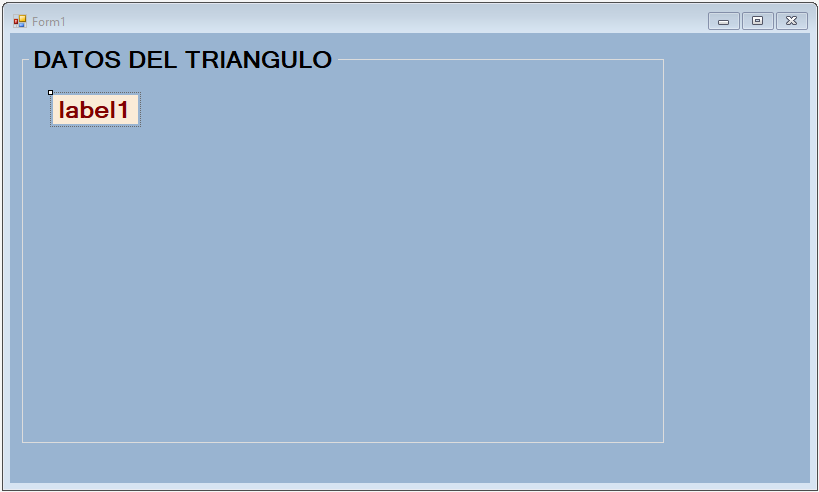 Form1
DATOS DEL TRIANGULO
label1